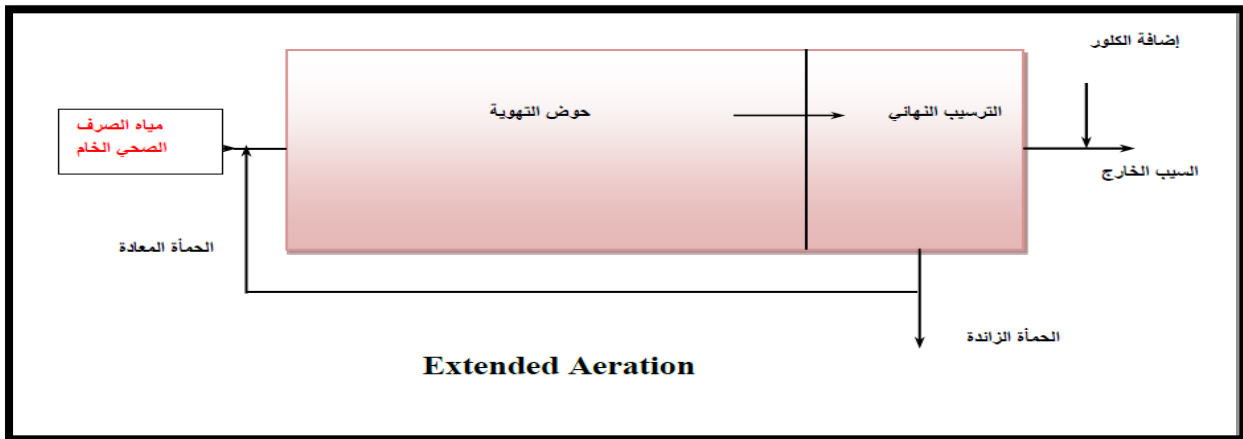 إضافة الكلور
حوض التهوية
الترسيب النهائي
مياه الصرف
الصحي الخام
السيب الخارج
الحمأة المعادة
الحمأة الزائدة
Extended Aeration